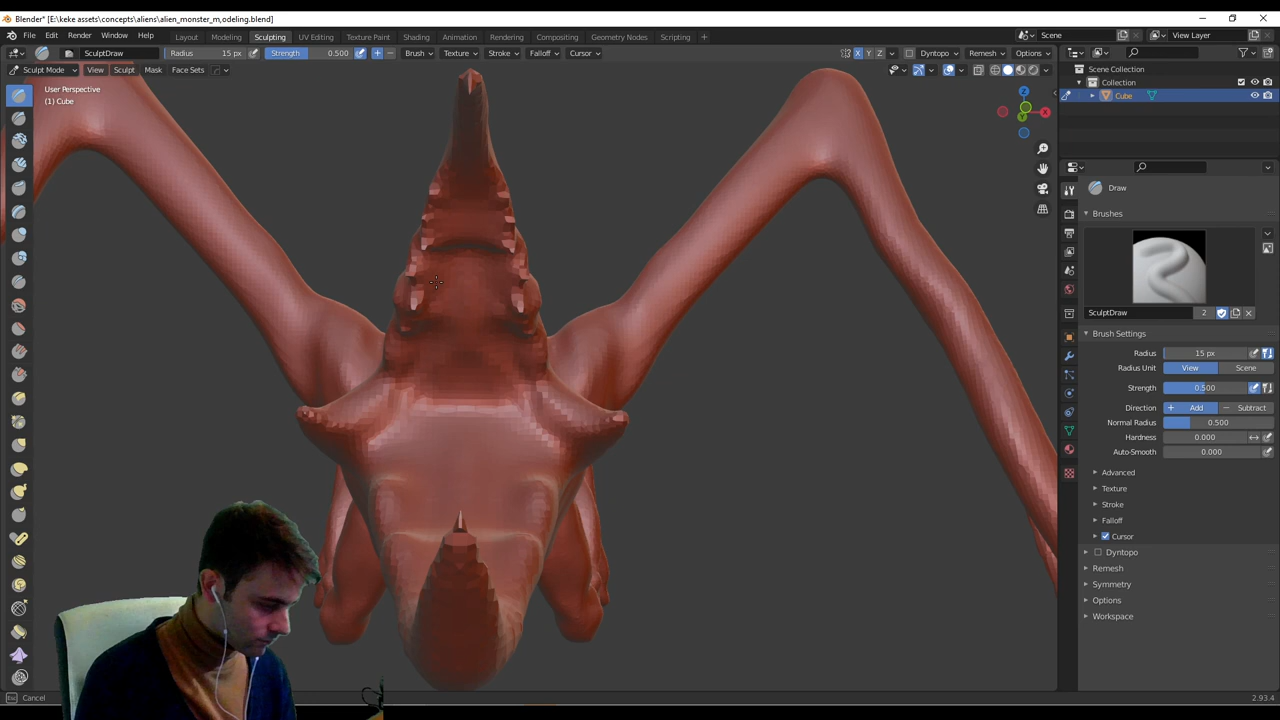 Blender* [E:\keke assets\concepts\aliens\alien_monster_m,odeling.blend]
File Edit Render Window Help Layout Modeling Sculpting UV Editing Texture Paint Shading Animation Rendering Compositing Geometry Nodes Scripting + Scene View Layer
SculptDraw Radius 15 px Strength 0.500 + − Brush Texture Stroke Falloff Cursor X Y Z Dyntopo Remesh Options
Sculpt Mode View Sculpt Mask Face Sets
Scene Collection
Collection
Cube
User Perspective
(1) Cube
Z
Y
X
Draw
Brushes
SculptDraw 2
Brush Settings
Radius 15 px
Radius Unit View Scene
Strength 0.500
Direction + Add − Subtract
Normal Radius 0.500
Hardness 0.000
Auto-Smooth 0.000
Advanced
Texture
Stroke
Falloff
Cursor
Dyntopo
Remesh
Symmetry
Options
Workspace
Cancel
2.93.4